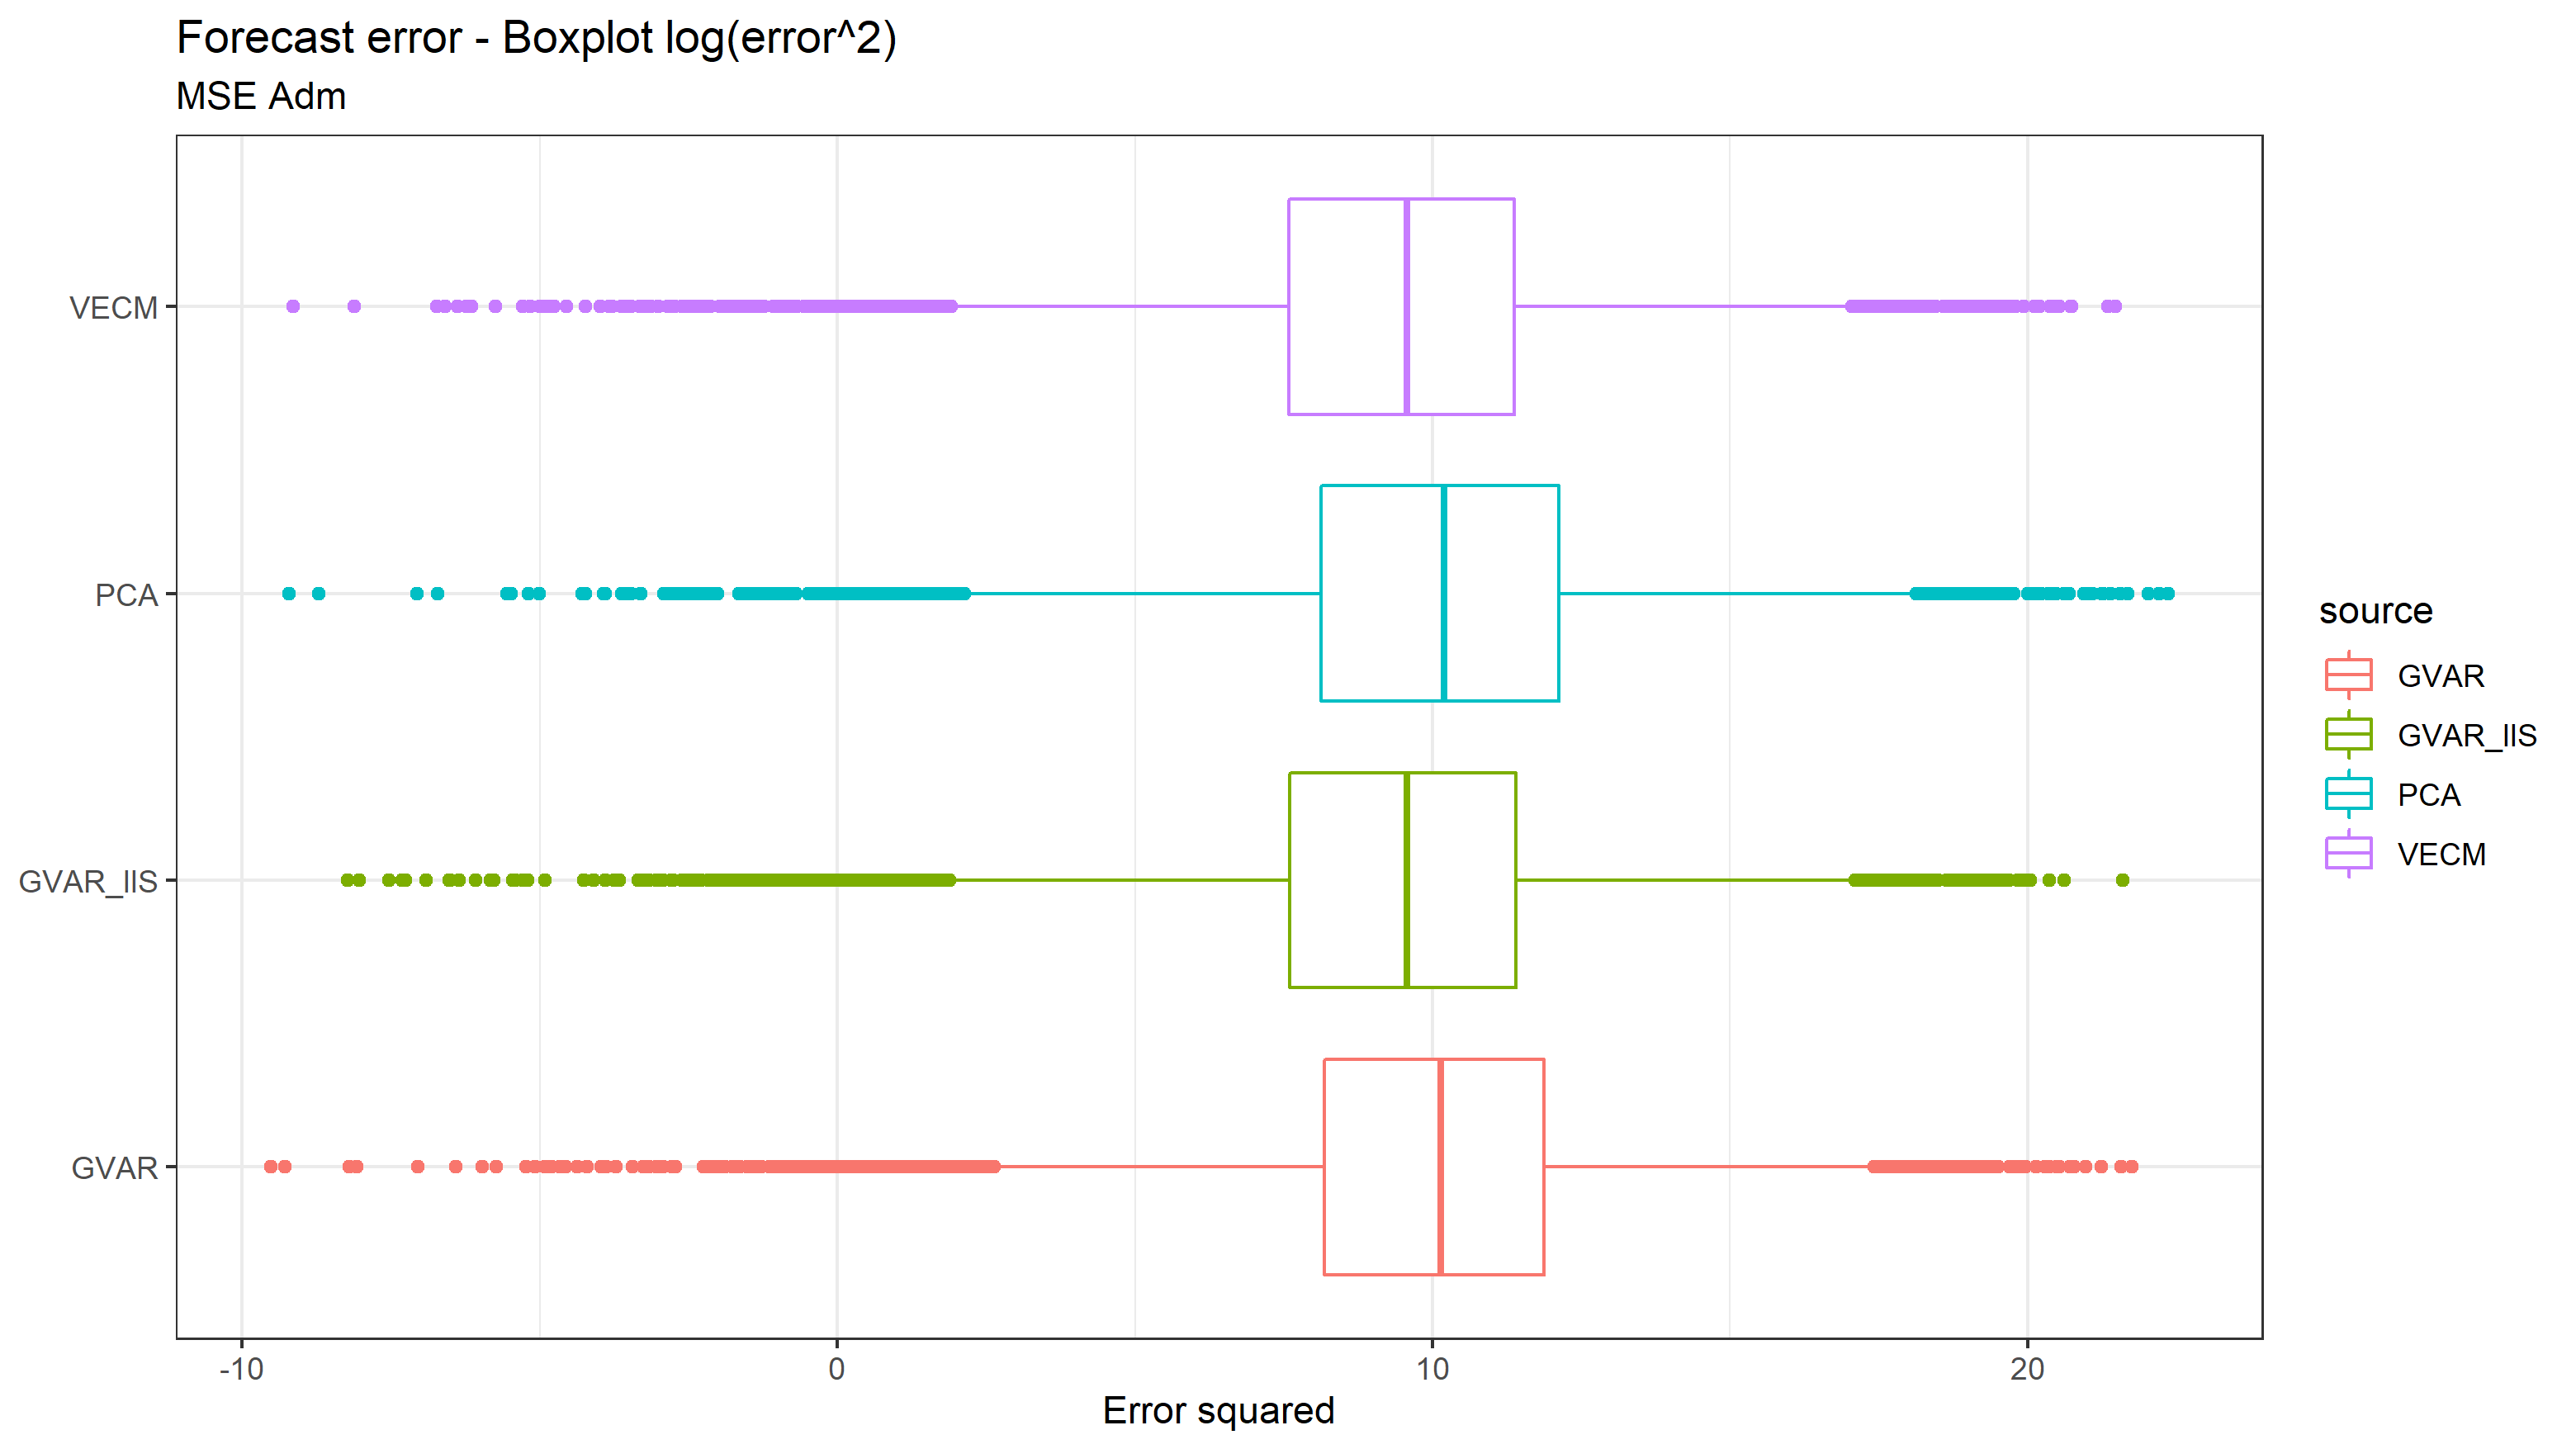 Forecast error - Boxplot log(error^2)
MSE Adm
VECM
PCA
GVAR_IIS
GVAR
-10
0
10
20
Error squared
source
GVAR
GVAR_IIS
PCA
VECM